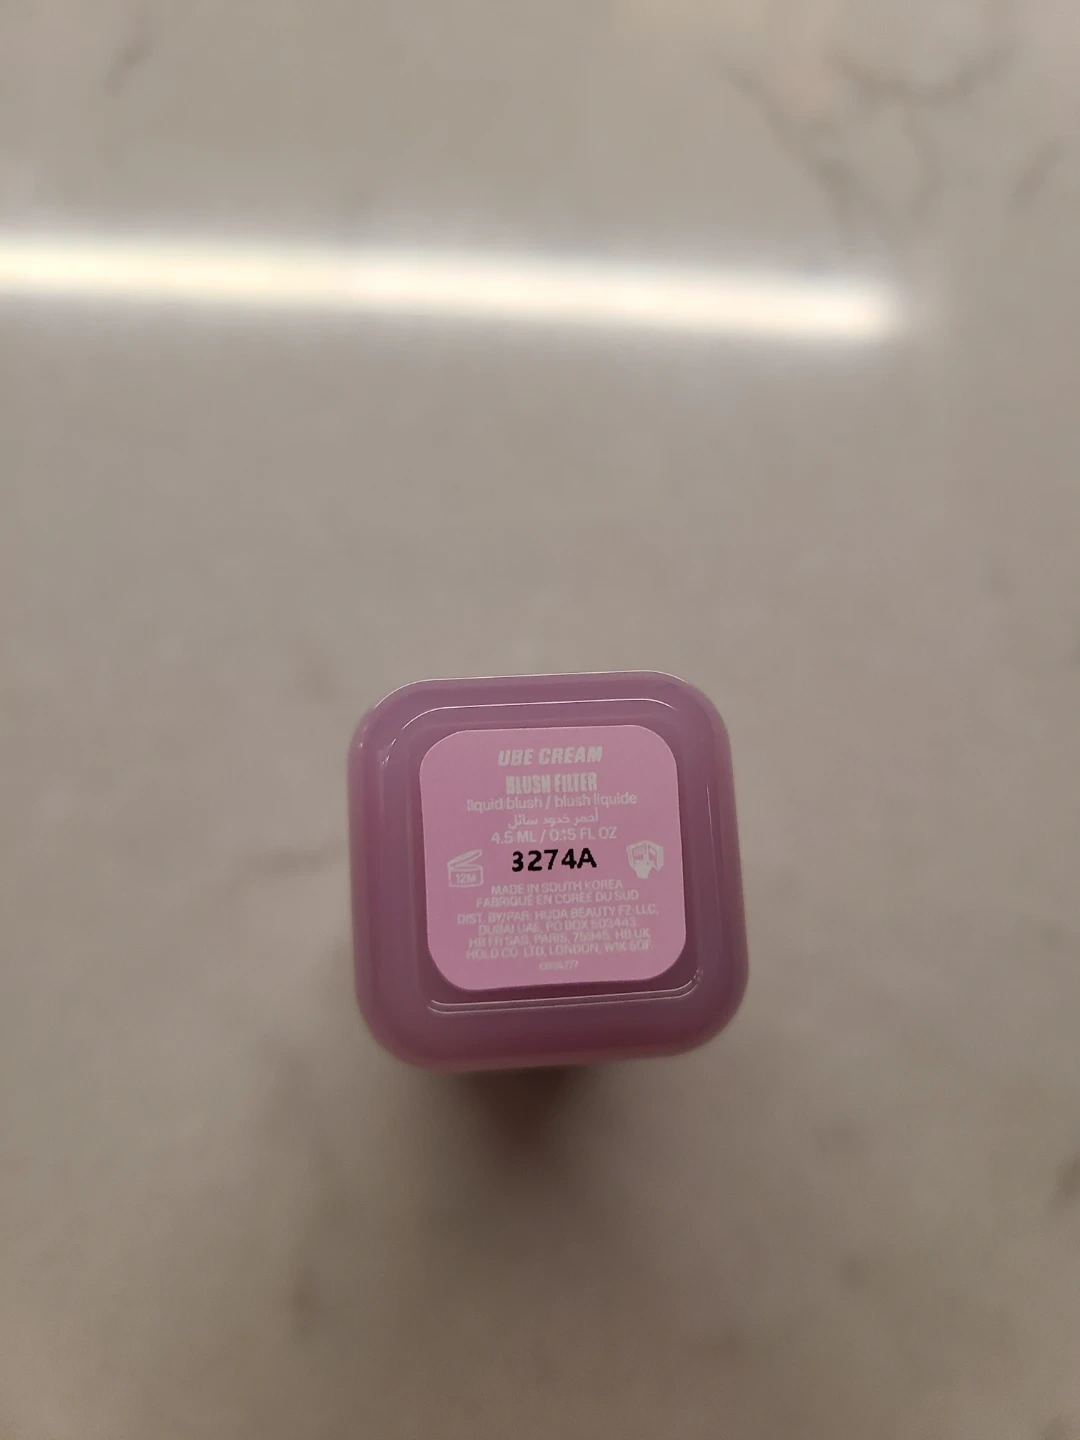 UBE CREAM
BLUSH FILTER
liquid blush / blush liquide
أحمر خدود سائل
4.5 ML / 0.15 FL OZ
12M
3274A
MADE IN SOUTH KOREA
FABRIQUÉ EN CORÉE DU SUD
DIST. BY/PAR: HUDA BEAUTY FZ-LLC,
DUBAI UAE, PO BOX 503443.
HB FR SAS, PARIS, 75945. HB UK
HOLD CO. LTD, LONDON, W1K